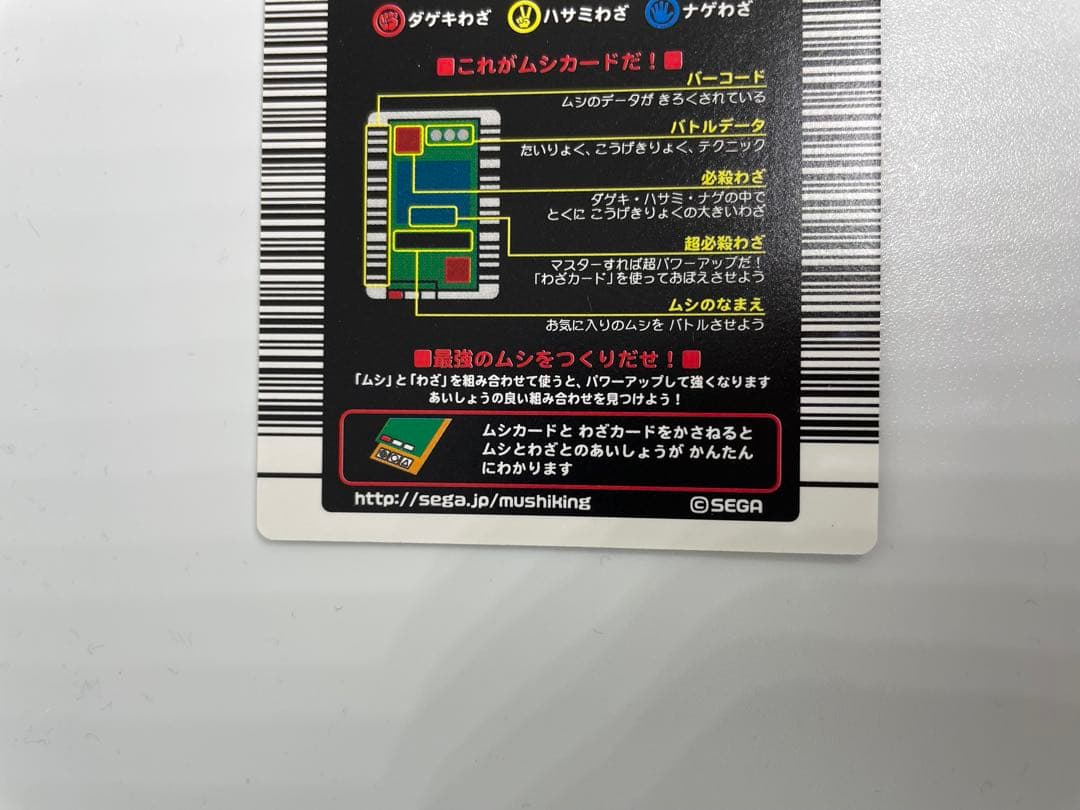 ダゲキわざ ハサミわざ ナゲわざ
これがムシカードだ！
バーコード
ムシのデータが きろくされている
バトルデータ
たいりょく、こうげきりょく、テクニック
必殺わざ
ダゲキ・ハサミ・ナゲの中で
とくに こうげきりょくの大きいわざ
超必殺わざ
マスターすれば超パワーアップだ！
「わざカード」を使っておぼえさせよう
ムシのなまえ
お気に入りのムシを バトルさせよう
最強のムシをつくりだせ！
「ムシ」と「わざ」を組み合わせて使うと、パワーアップして強くなります
あいしょうの良い組み合わせを見つけよう！
ムシカードと わざカードをかさねると
ムシとわざとのあいしょうが かんたん
にわかります
http://sega.jp/mushiking
©SEGA